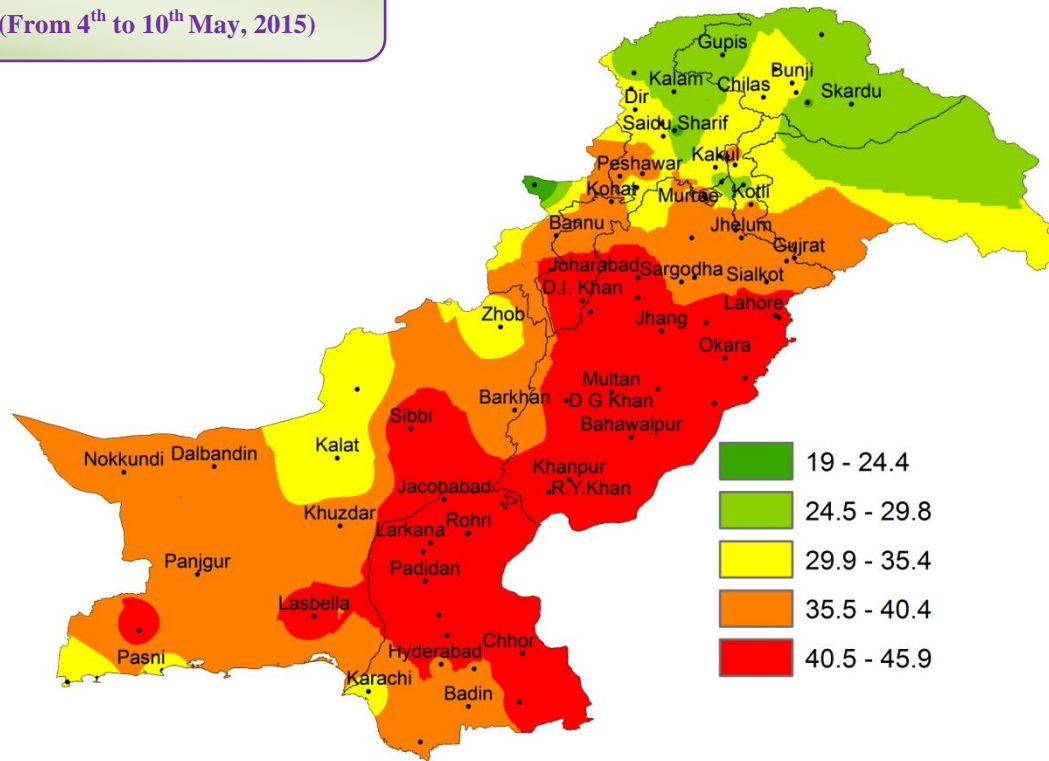 (From 4th to 10th May, 2015)
Gupis
Bunji
Kalam
Chilas
Skardu
Dir
Saidu Sharif
Kakul
Peshawar
Kohat
Murree
Kotli
Bannu
Jhelum
Gujrat
Joharabad
Sargodha
Sialkot
D.I. Khan
Lahore
Zhob
Jhang
Okara
Multan
Barkhan
D G Khan
Sibbi
Bahawalpur
Kalat
Nokkundi
Dalbandin
Khanpur
R.Y.Khan
Jacobabad
Khuzdar
Rohri
Larkana
Panjgur
Padidan
Lasbella
Chhor
Pasni
Hyderabad
Karachi
Badin
19 - 24.4
24.5 - 29.8
29.9 - 35.4
35.5 - 40.4
40.5 - 45.9